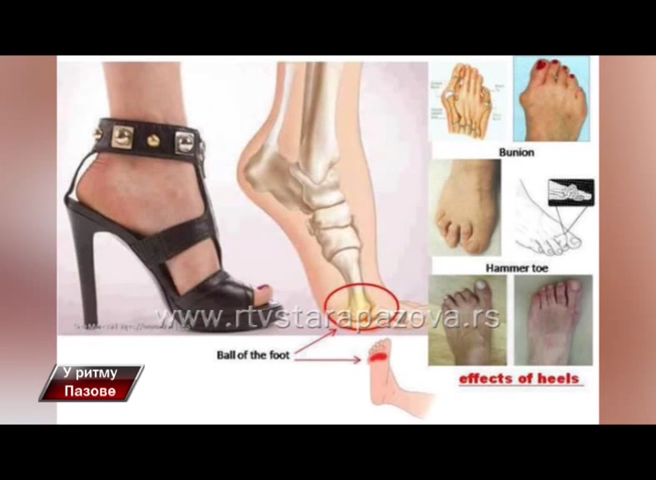 Bunion
Hammer toe
www.rtvstarapazova.rs
Ball of the foot
effects of heels
У ритму
Пазове